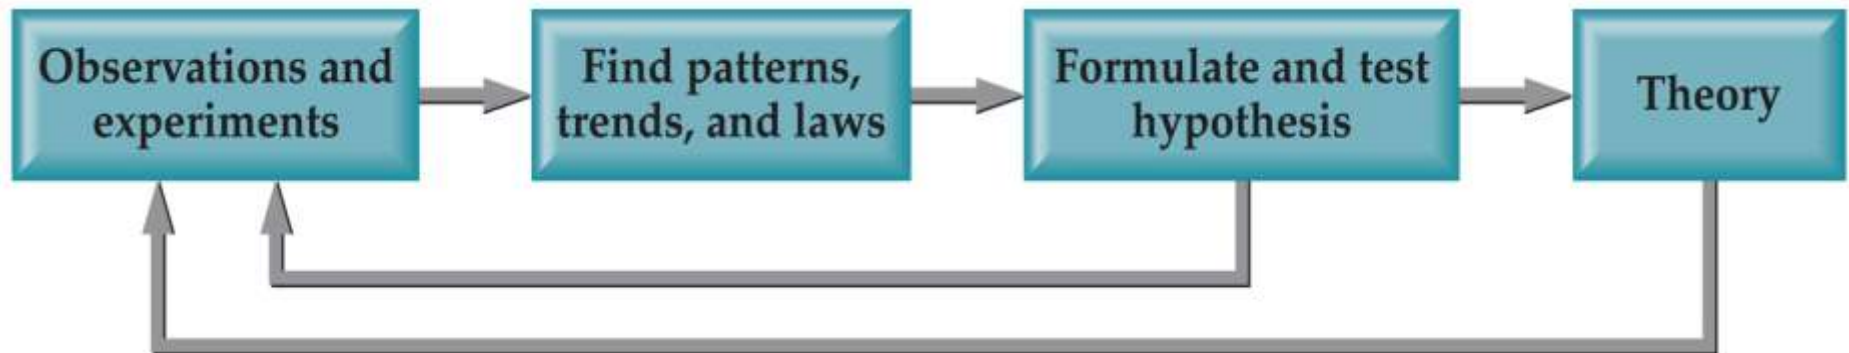 Observations and
experiments
Find patterns,
trends, and laws
Formulate and test
hypothesis
Theory